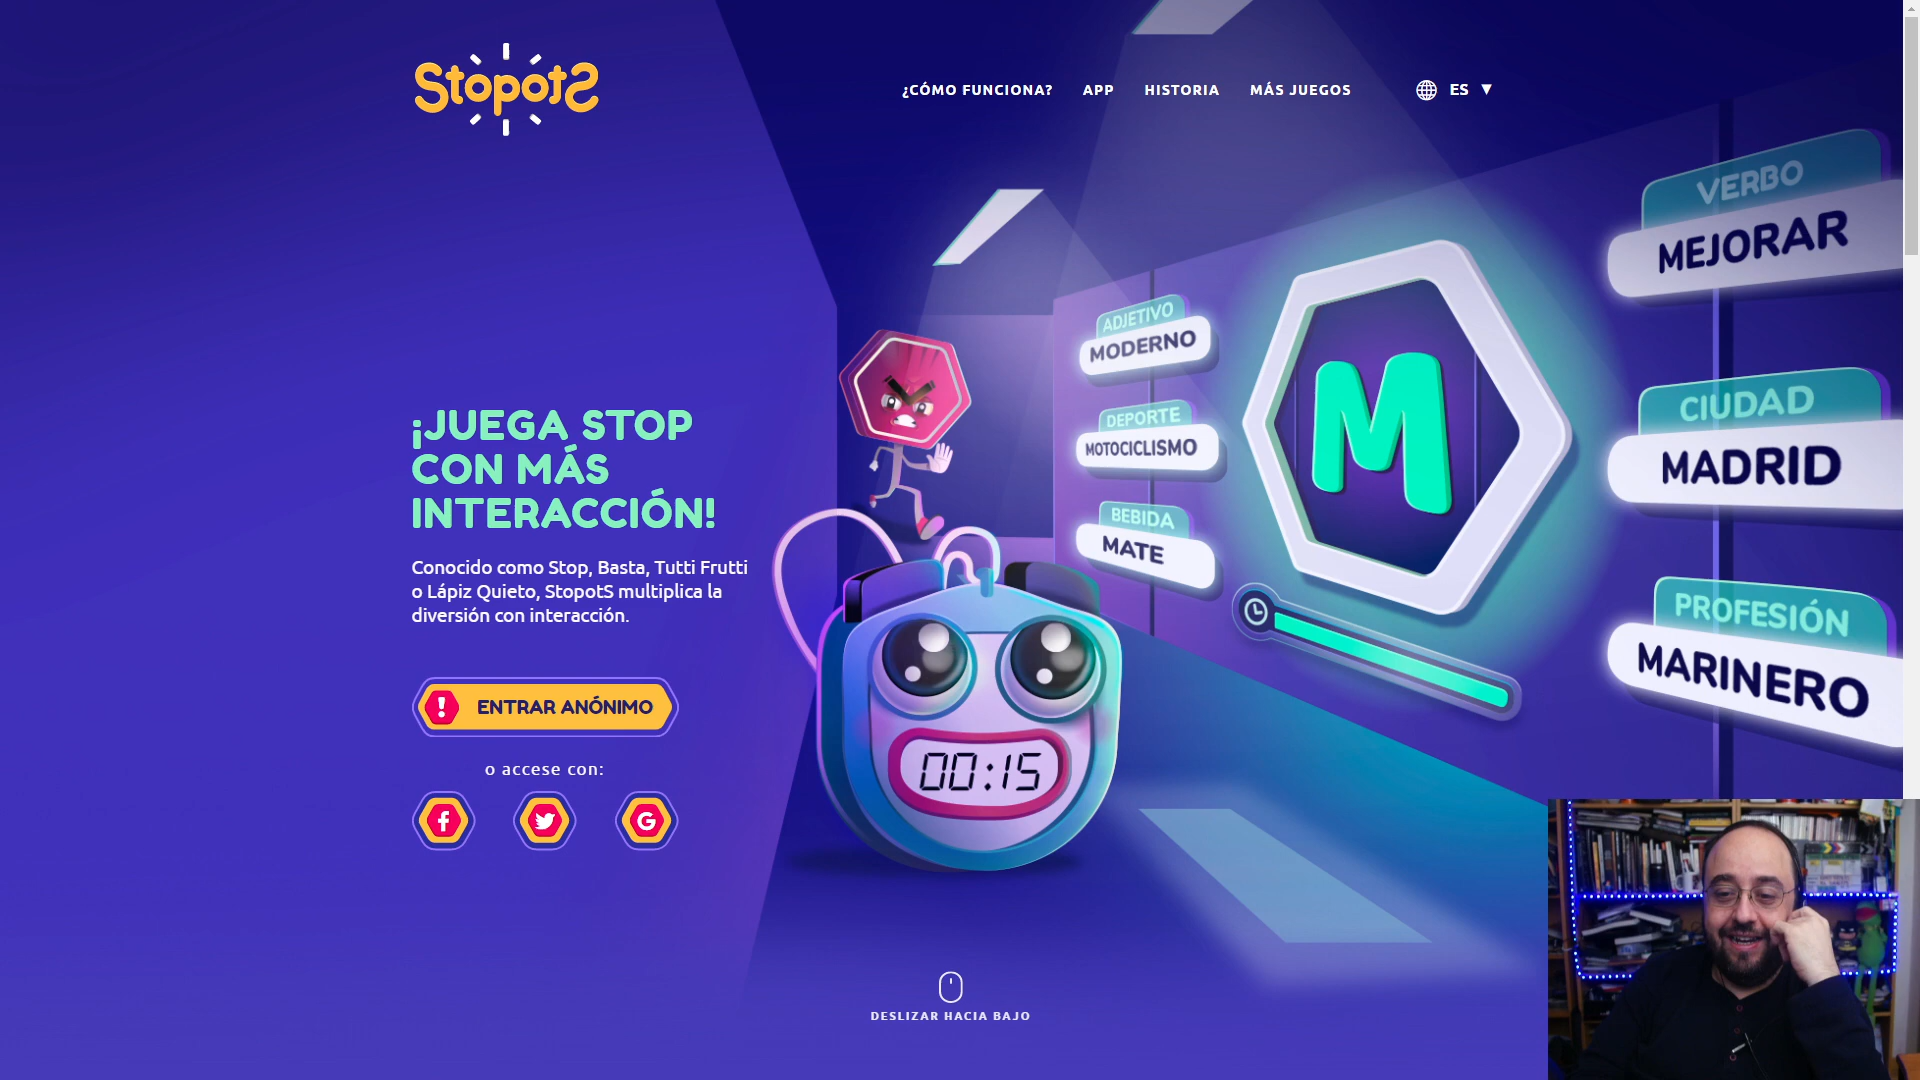 StopotS
¿CÓMO FUNCIONA? APP HISTORIA MÁS JUEGOS ES ▼
VERBO
MEJORAR
ADJETIVO
MODERNO
DEPORTE
MOTOCICLISMO
BEBIDA
MATE
M
CIUDAD
MADRID
PROFESIÓN
MARINERO
¡JUEGA STOP
CON MÁS
INTERACCIÓN!
Conocido como Stop, Basta, Tutti Frutti
o Lápiz Quieto, StopotS multiplica la
diversión con interacción.
! ENTRAR ANÓNIMO
o accese con:
f G
00:15
DESLIZAR HACIA BAJO